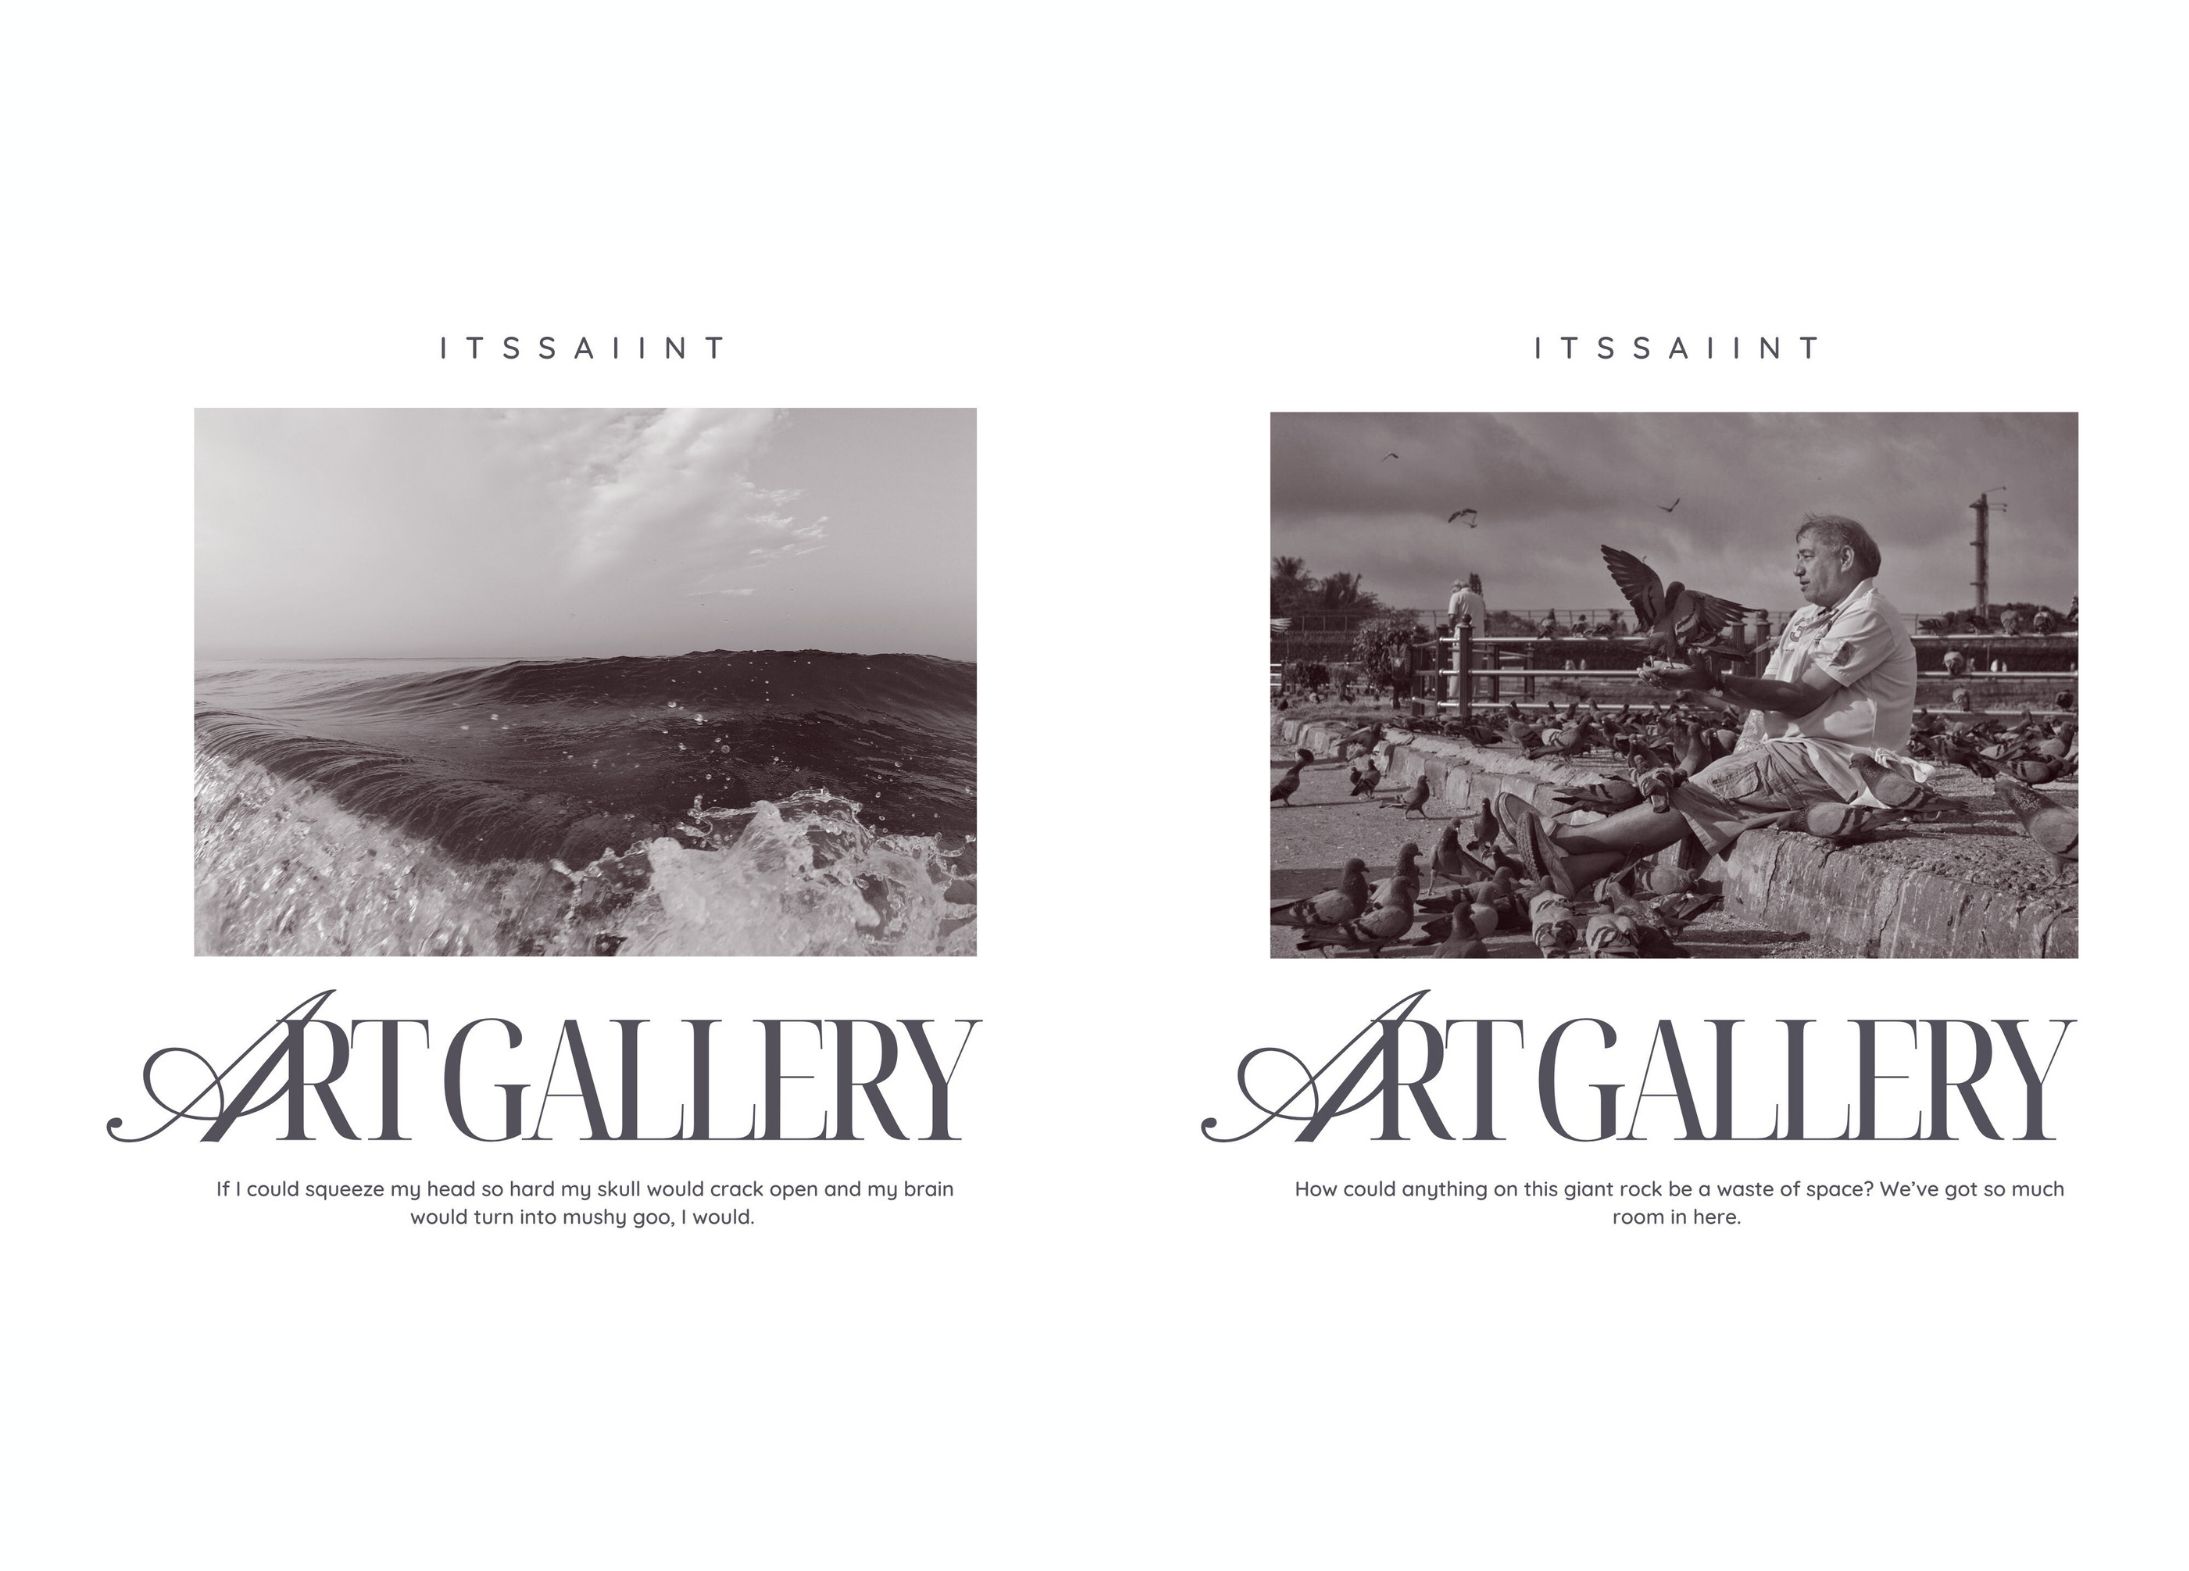 ITSSAIINT
ART GALLERY
If I could squeeze my head so hard my skull would crack open and my brain
would turn into mushy goo, I would.
ITSSAIINT
ART GALLERY
How could anything on this giant rock be a waste of space? We’ve got so much
room in here.